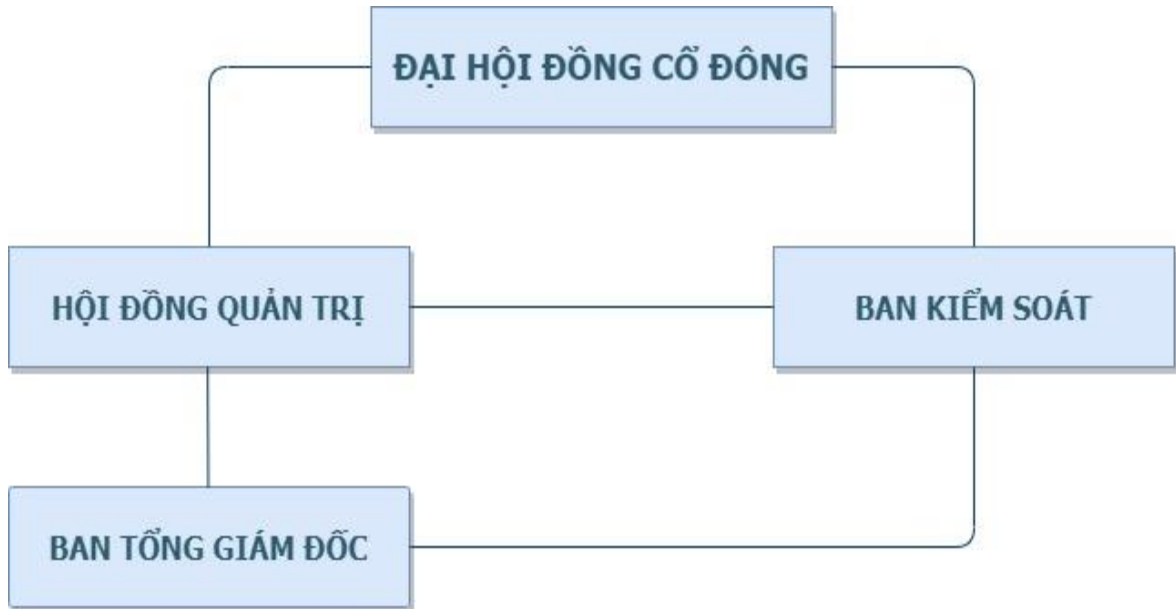 ĐẠI HỘI ĐỒNG CỔ ĐÔNG
HỘI ĐỒNG QUẢN TRỊ
BAN KIỂM SOÁT
BAN TỔNG GIÁM ĐỐC